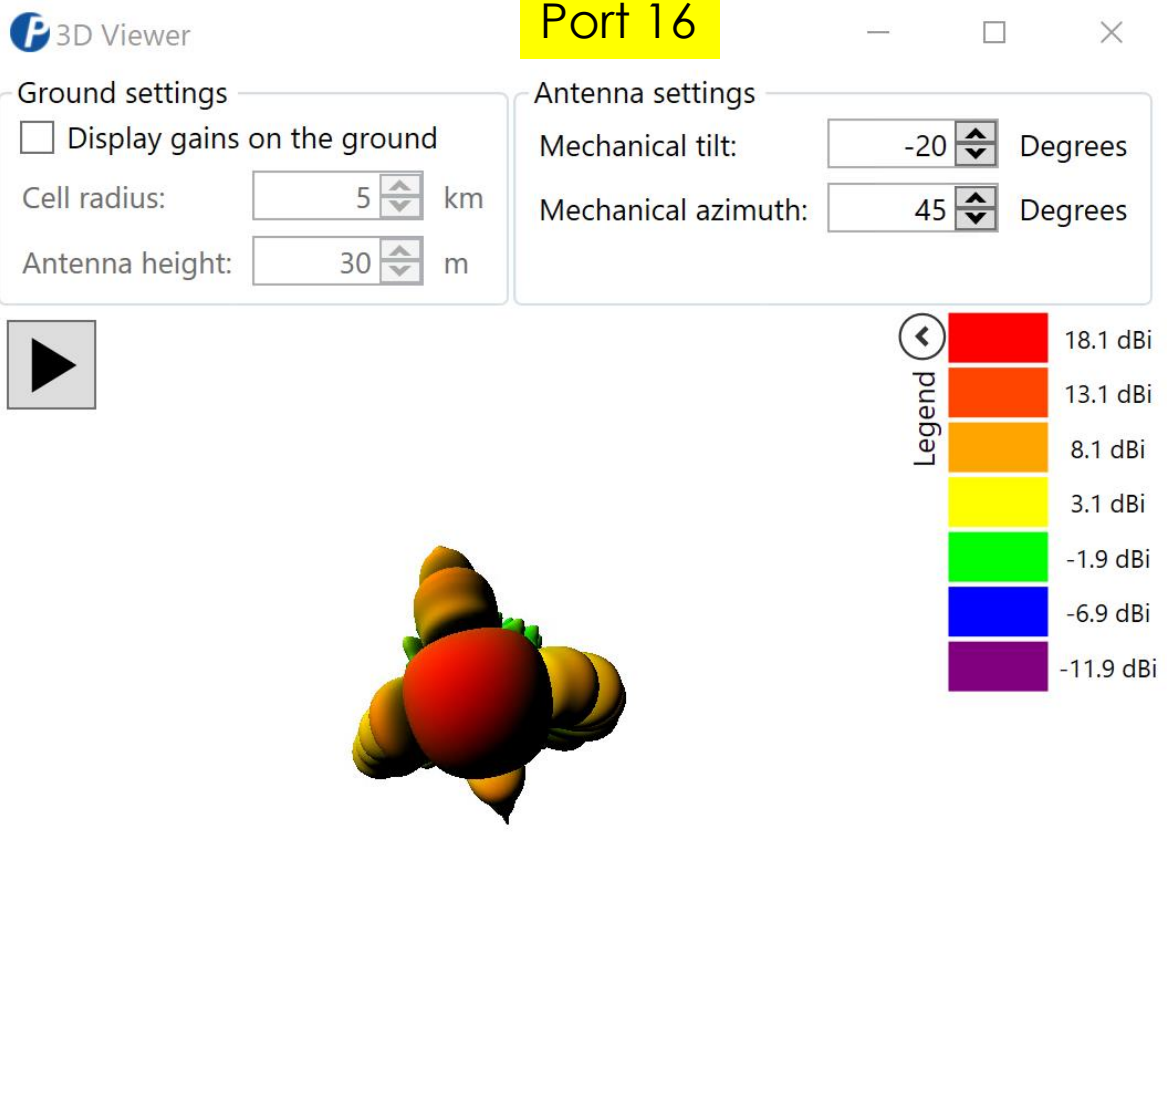 3D Viewer
Port 16
Ground settings
Display gains on the ground
Cell radius: 5 km
Antenna height: 30 m
Antenna settings
Mechanical tilt: -20 Degrees
Mechanical azimuth: 45 Degrees
Legend
18.1 dBi
13.1 dBi
8.1 dBi
3.1 dBi
-1.9 dBi
-6.9 dBi
-11.9 dBi